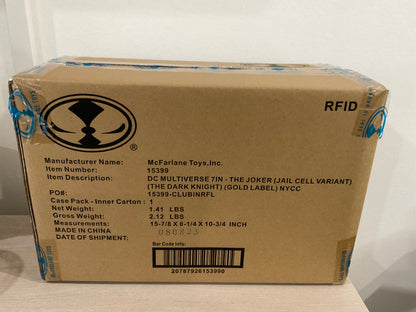 RFID
®
Manufacturer Name: McFarlane Toys,Inc.
Item Number: 15399
Item Description: DC MULTIVERSE 7IN - THE JOKER (JAIL CELL VARIANT)
(THE DARK KNIGHT) (GOLD LABEL) NYCC
PO#: 15399-CLUBINRFL
Case Pack - Inner Carton : 1
Net Weight: 1.41 LBS
Gross Weight: 2.12 LBS
Measurements: 15-7/8 X 8-1/4 X 10-3/4 INCH
MADE IN CHINA
DATE OF SHIPMENT: 080823
Bar Code Info:
20787926153990